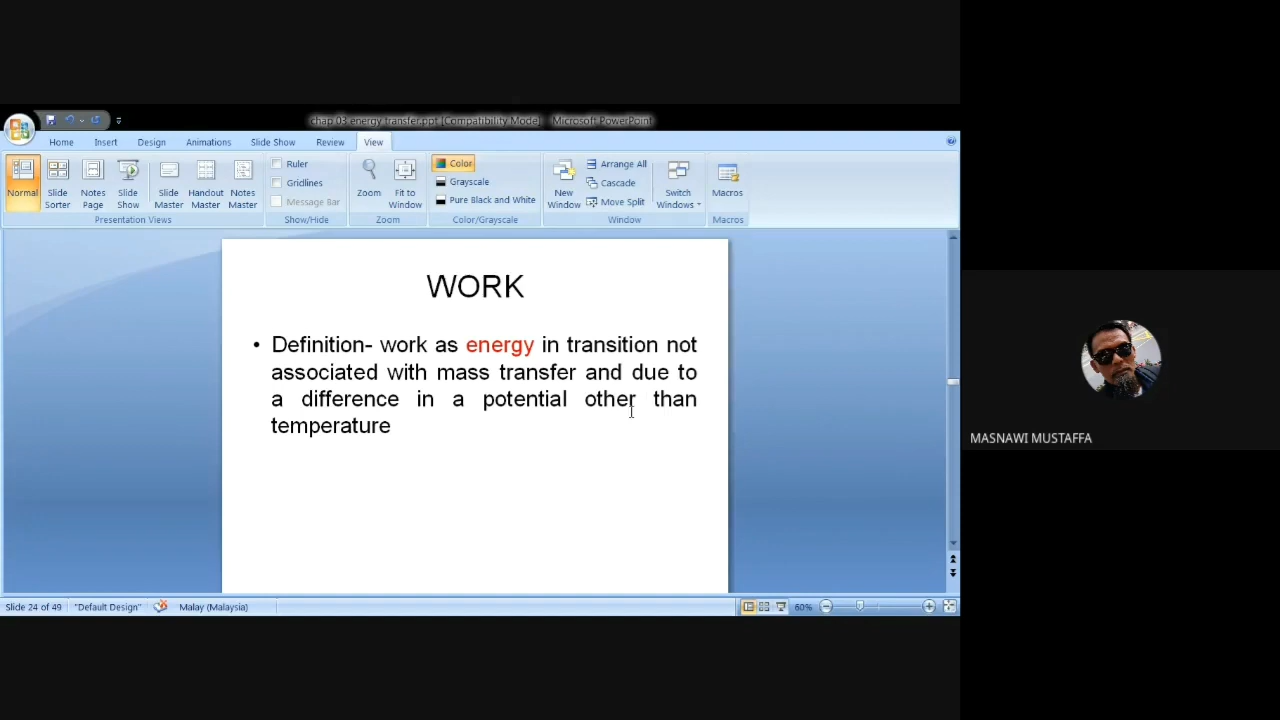 chap 03 energy transfer.ppt [Compatibility Mode] - Microsoft PowerPoint
Home Insert Design Animations Slide Show Review View
Normal
Slide Sorter
Notes Page
Slide Show
Slide Master
Handout Master
Notes Master
Presentation Views
Ruler
Gridlines
Message Bar
Show/Hide
Zoom
Fit to Window
Zoom
Color
Grayscale
Pure Black and White
Color/Grayscale
New Window
Arrange All
Cascade
Move Split
Switch Windows
Window
Macros
Macros
WORK
• Definition- work as energy in transition not
associated with mass transfer and due to
a difference in a potential other than
temperature
MASNAWI MUSTAFFA
Slide 24 of 49 "Default Design" Malay (Malaysia) 60%